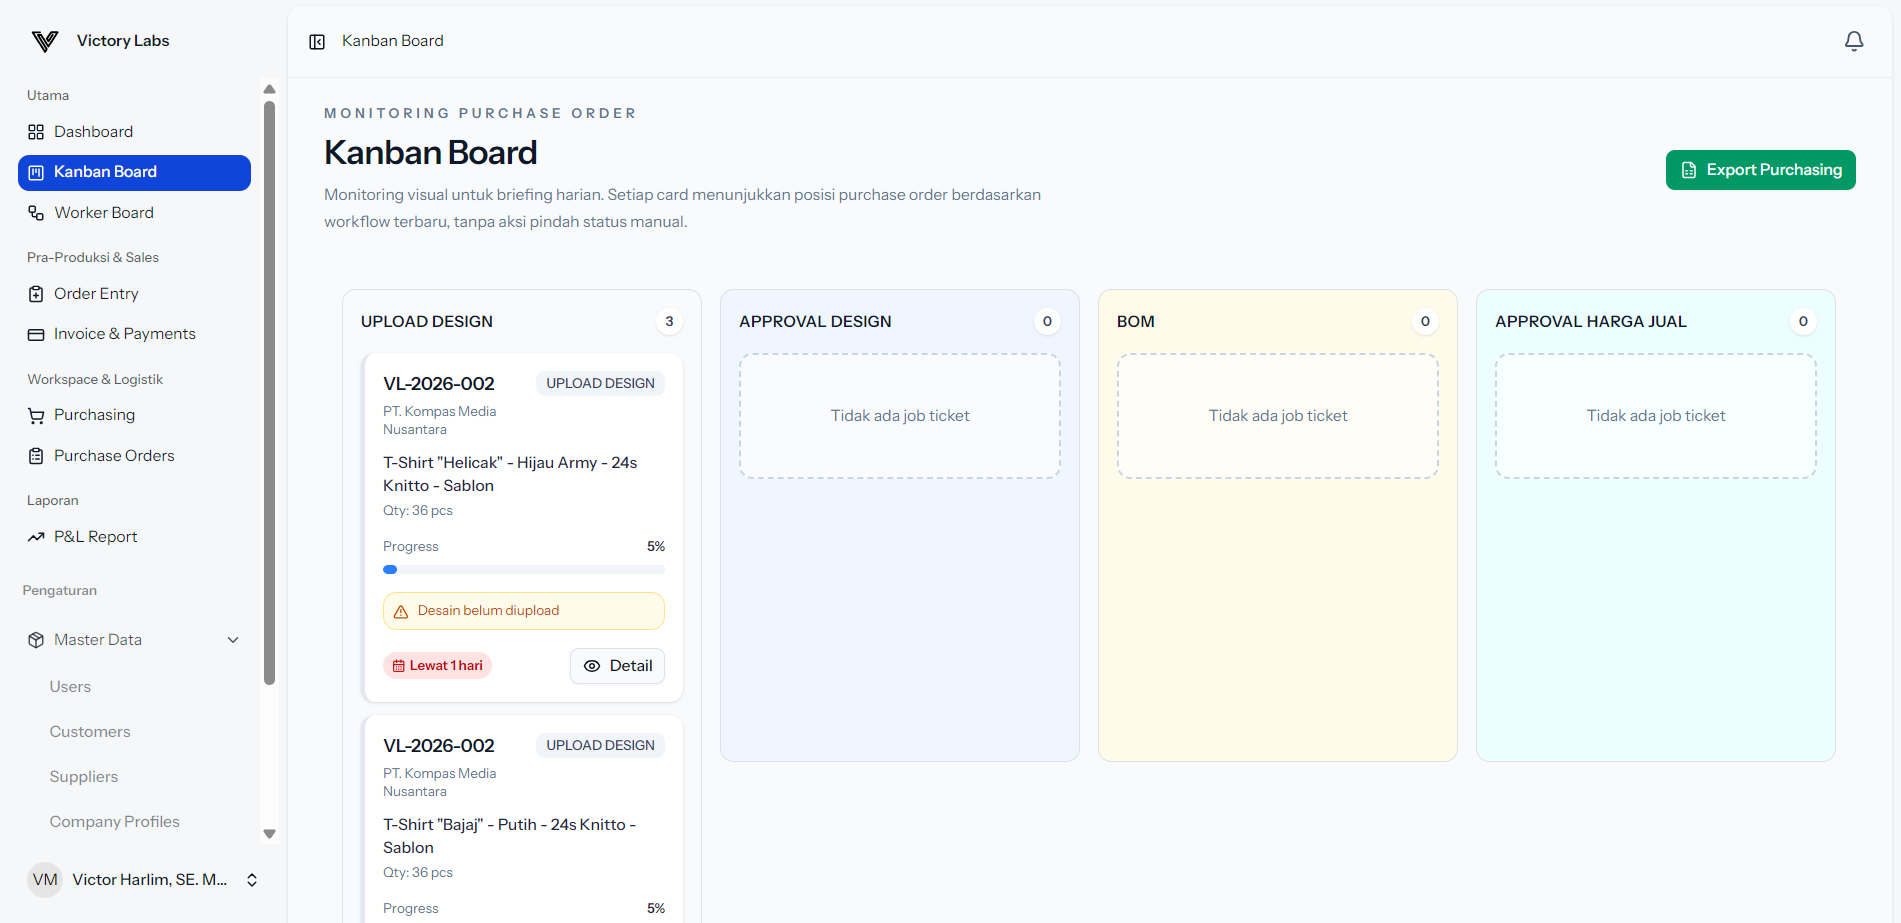 Victory Labs
Utama
Dashboard
Kanban Board
Worker Board
Pra-Produksi & Sales
Order Entry
Invoice & Payments
Workspace & Logistik
Purchasing
Purchase Orders
Laporan
P&L Report
Pengaturan
Master Data
Users
Customers
Suppliers
Company Profiles
VM
Victor Harlim, SE. M...
Kanban Board
MONITORING PURCHASE ORDER
Kanban Board
Monitoring visual untuk briefing harian. Setiap card menunjukkan posisi purchase order berdasarkan
workflow terbaru, tanpa aksi pindah status manual.
Export Purchasing
UPLOAD DESIGN
3
VL-2026-002
UPLOAD DESIGN
PT. Kompas Media
Nusantara
T-Shirt "Helicak" - Hijau Army - 24s
Knitto - Sablon
Qty: 36 pcs
Progress
5%
Desain belum diupload
Lewat 1 hari
Detail
VL-2026-002
UPLOAD DESIGN
PT. Kompas Media
Nusantara
T-Shirt "Bajaj" - Putih - 24s Knitto -
Sablon
Qty: 36 pcs
Progress
5%
APPROVAL DESIGN
0
Tidak ada job ticket
BOM
0
Tidak ada job ticket
APPROVAL HARGA JUAL
0
Tidak ada job ticket